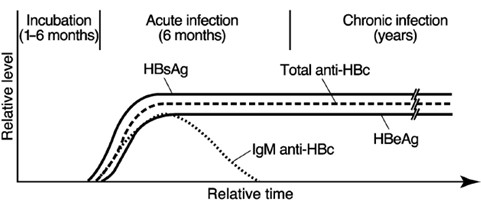 Incubation
(1–6 months)
Acute infection
(6 months)
Chronic infection
(years)
HBsAg
Total anti-HBc
HBeAg
IgM anti-HBc
Relative level
Relative time